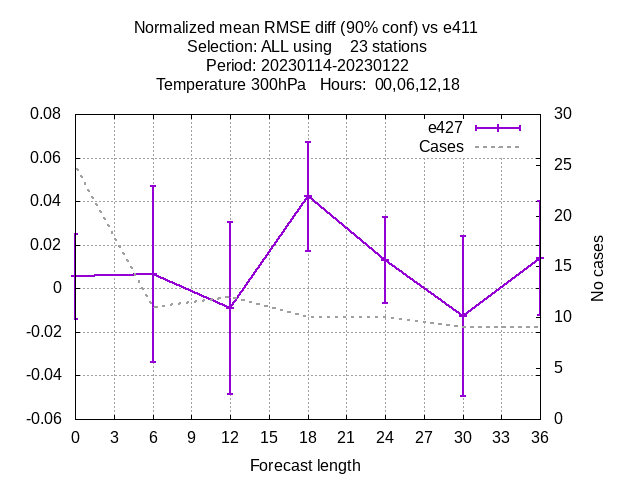 Normalized mean RMSE diff (90% conf) vs e411
Selection: ALL using    23 stations
Period: 20230114-20230122
Temperature 300hPa   Hours:  00,06,12,18
0.08
0.06
0.04
0.02
0
-0.02
-0.04
-0.06
30
25
20
15
10
5
0
e427
Cases
No cases
0 3 6 9 12 15 18 21 24 27 30 33 36
Forecast length